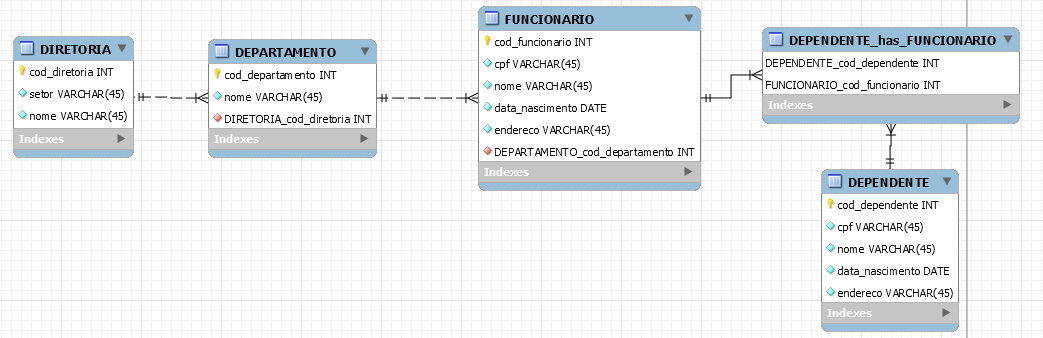 DIRETORIA
cod_diretoria INT
setor VARCHAR(45)
nome VARCHAR(45)
Indexes
DEPARTAMENTO
cod_departamento INT
nome VARCHAR(45)
DIRETORIA_cod_diretoria INT
Indexes
FUNCIONARIO
cod_funcionario INT
cpf VARCHAR(45)
nome VARCHAR(45)
data_nascimento DATE
endereco VARCHAR(45)
DEPARTAMENTO_cod_departamento INT
Indexes
DEPENDENTE_has_FUNCIONARIO
DEPENDENTE_cod_dependente INT
FUNCIONARIO_cod_funcionario INT
Indexes
DEPENDENTE
cod_dependente INT
cpf VARCHAR(45)
nome VARCHAR(45)
data_nascimento DATE
endereco VARCHAR(45)
Indexes